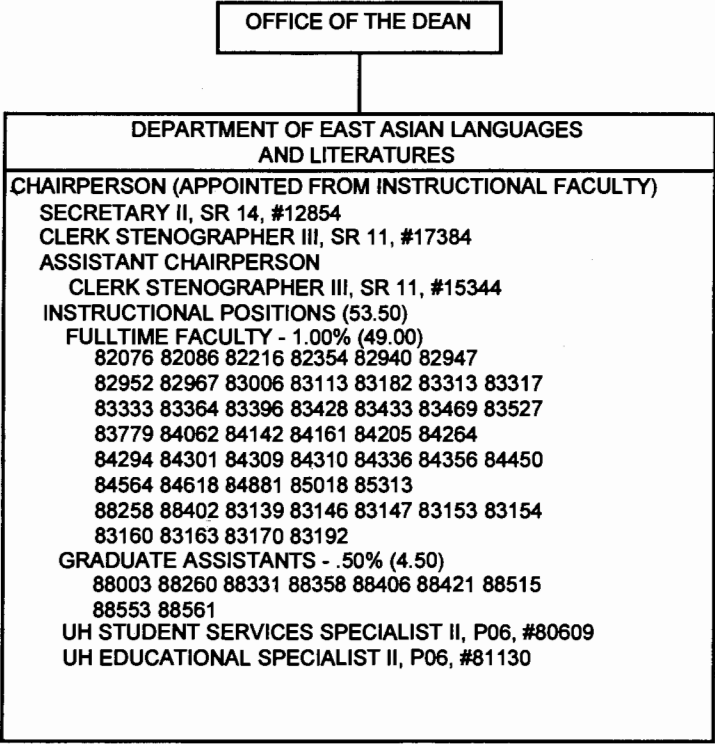 OFFICE OF THE DEAN
DEPARTMENT OF EAST ASIAN LANGUAGES
AND LITERATURES
CHAIRPERSON (APPOINTED FROM INSTRUCTIONAL FACULTY)
SECRETARY II, SR 14, #12854
CLERK STENOGRAPHER III, SR 11, #17384
ASSISTANT CHAIRPERSON
CLERK STENOGRAPHER III, SR 11, #15344
INSTRUCTIONAL POSITIONS (53.50)
FULLTIME FACULTY - 1.00% (49.00)
82076 82086 82216 82354 82940 82947
82952 82967 83006 83113 83182 83313 83317
83333 83364 83396 83428 83433 83469 83527
83779 84062 84142 84161 84205 84264
84294 84301 84309 84310 84336 84356 84450
84564 84618 84881 85018 85313
88258 88402 83139 83146 83147 83153 83154
83160 83163 83170 83192
GRADUATE ASSISTANTS - .50% (4.50)
88003 88260 88331 88358 88406 88421 88515
88553 88561
UH STUDENT SERVICES SPECIALIST II, P06, #80609
UH EDUCATIONAL SPECIALIST II, P06, #81130